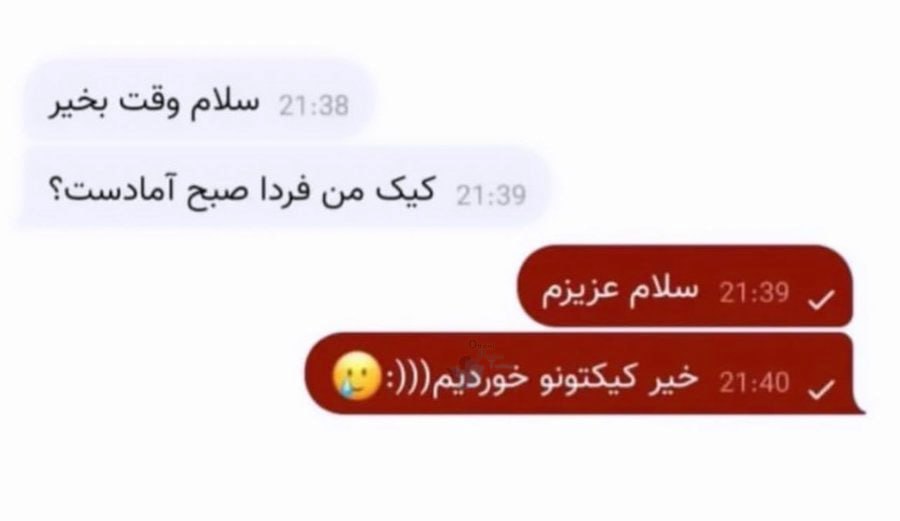 سلام وقت بخیر 21:38
کیک من فردا صبح آمادست؟ 21:39
سلام عزیزم 21:39
خیر کیکتونو خوردیم(((:🥲 21:40